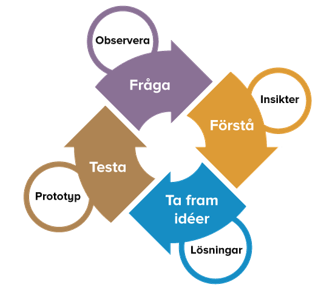 Observera
Fråga
Insikter
Förstå
Testa
Prototyp
Ta fram
idéer
Lösningar